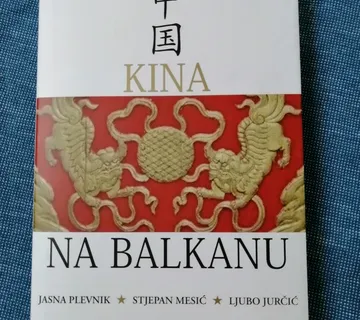 中
国
KINA
NA BALKANU
JASNA PLEVNIK ★ STJEPAN MESIĆ ★ LJUBO JURČIĆ